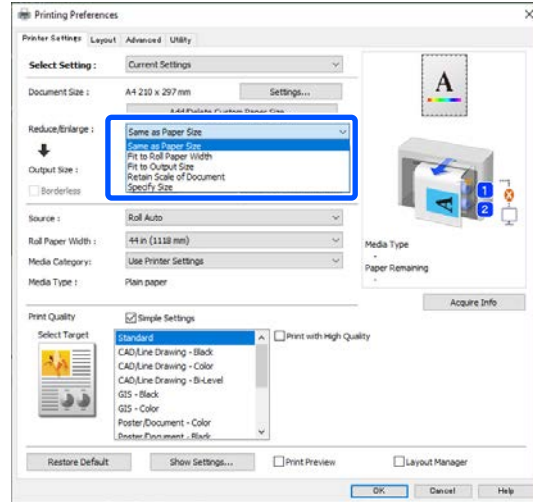 Printing Preferences
Printer Settings Layout Advanced Utility
Select Setting : Current Settings
Document Size : A4 210 x 297 mm Settings...
Add/Delete Custom Paper Size...
Reduce/Enlarge : Same as Paper Size
Same as Paper Size
Fit to Roll Paper Width
Fit to Output Size
Retain Scale of Document
Specify Size
Output Size :
Borderless
Source : Roll Auto
Roll Paper Width : 44 in (1118 mm)
Media Category: Use Printer Settings
Media Type : Plain paper
A
A
1
2
Media Type
-
Paper Remaining
-
Acquire Info
Print Quality Simple Settings
Select Target
Standard
CAD/Line Drawing - Black
CAD/Line Drawing - Color
CAD/Line Drawing - Bi-Level
GIS - Black
GIS - Color
Poster/Document - Color
Poster/Document - Black
Print with High Quality
Restore Default Show Settings... Print Preview Layout Manager
OK Cancel Help